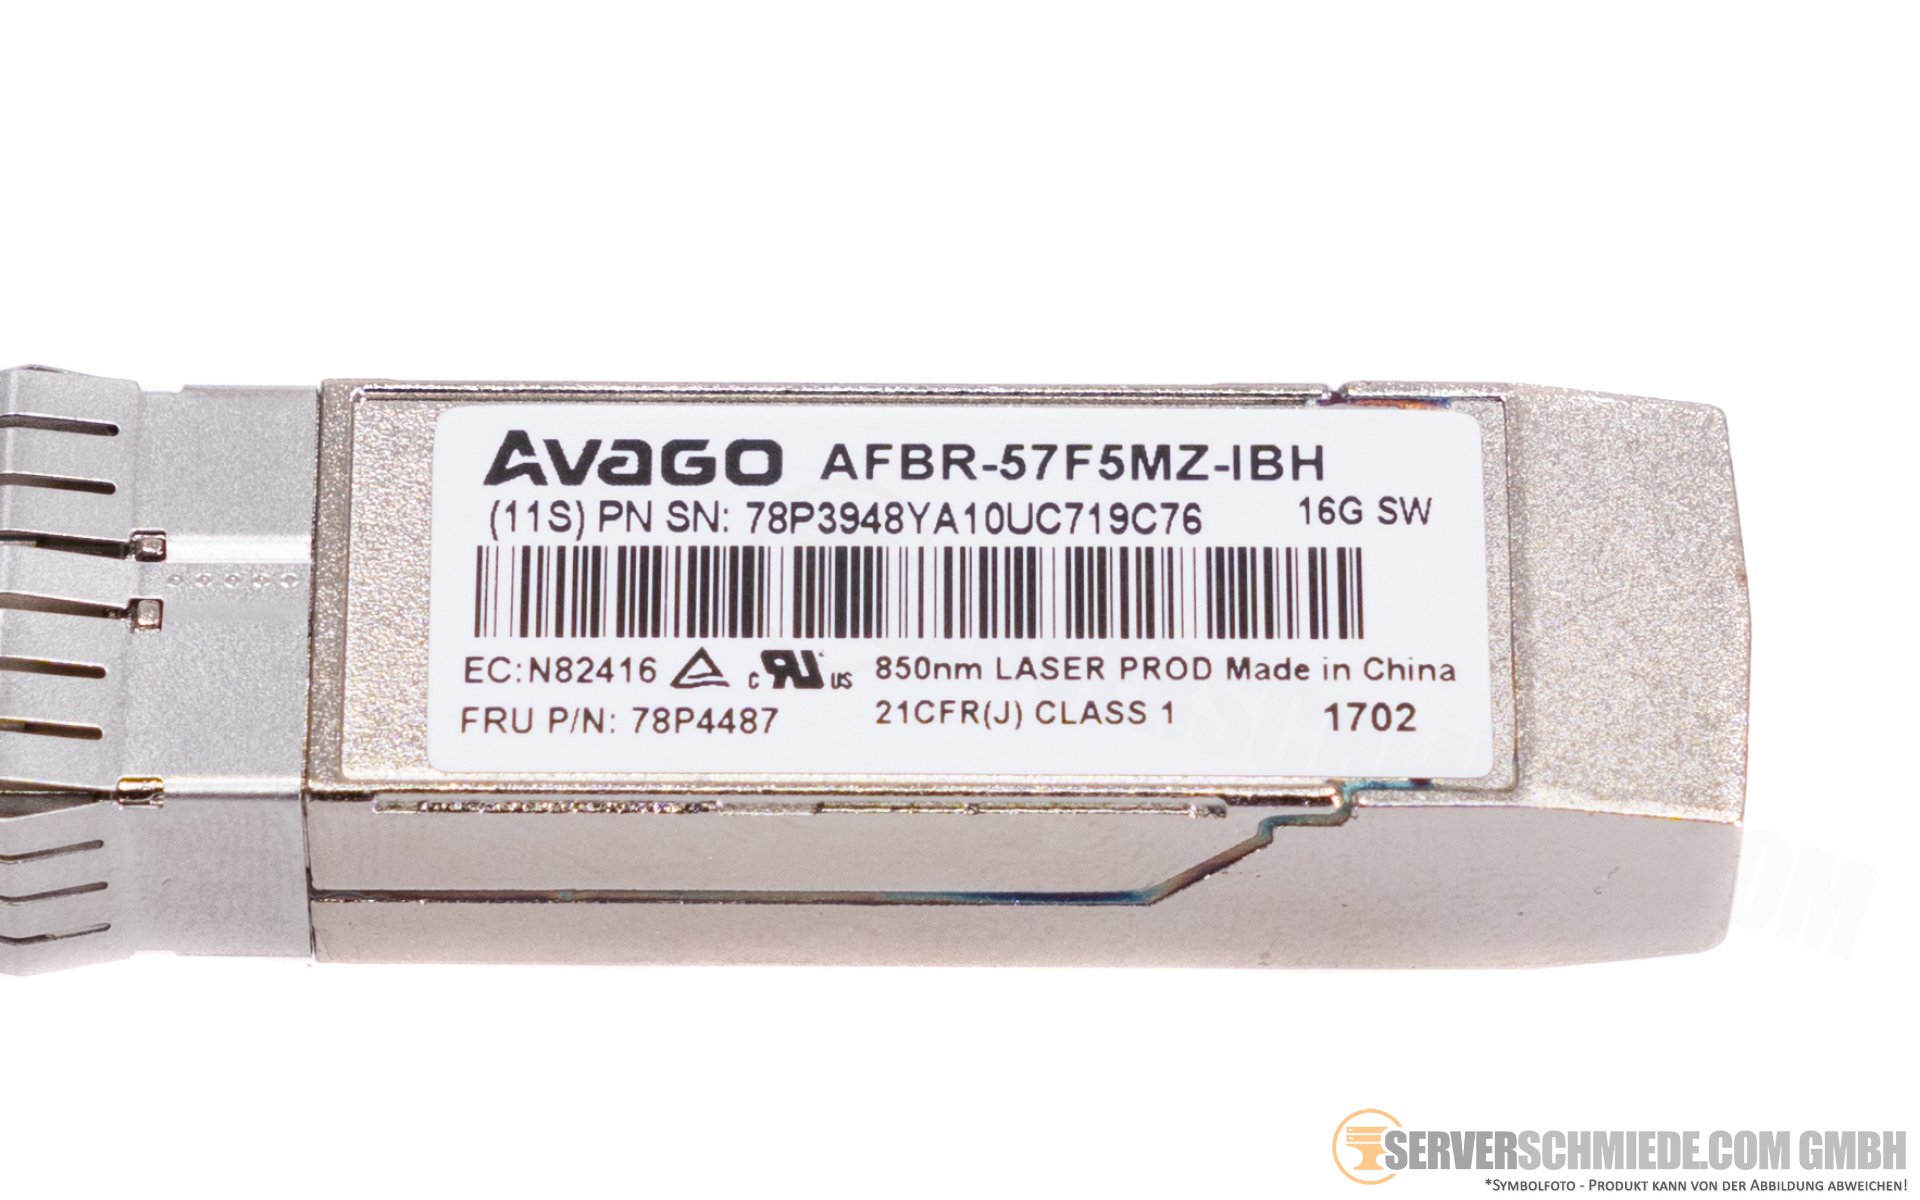 AVAGO AFBR-57F5MZ-IBH
(11S) PN SN: 78P3948YA10UC719C76 16G SW
EC:N82416 c RU US 850nm LASER PROD Made in China
FRU P/N: 78P4487 21CFR(J) CLASS 1 1702
SERVERSCHMIEDE.COM GMBH
*SYMBOLFOTO - PRODUKT KANN VON DER ABBILDUNG ABWEICHEN!